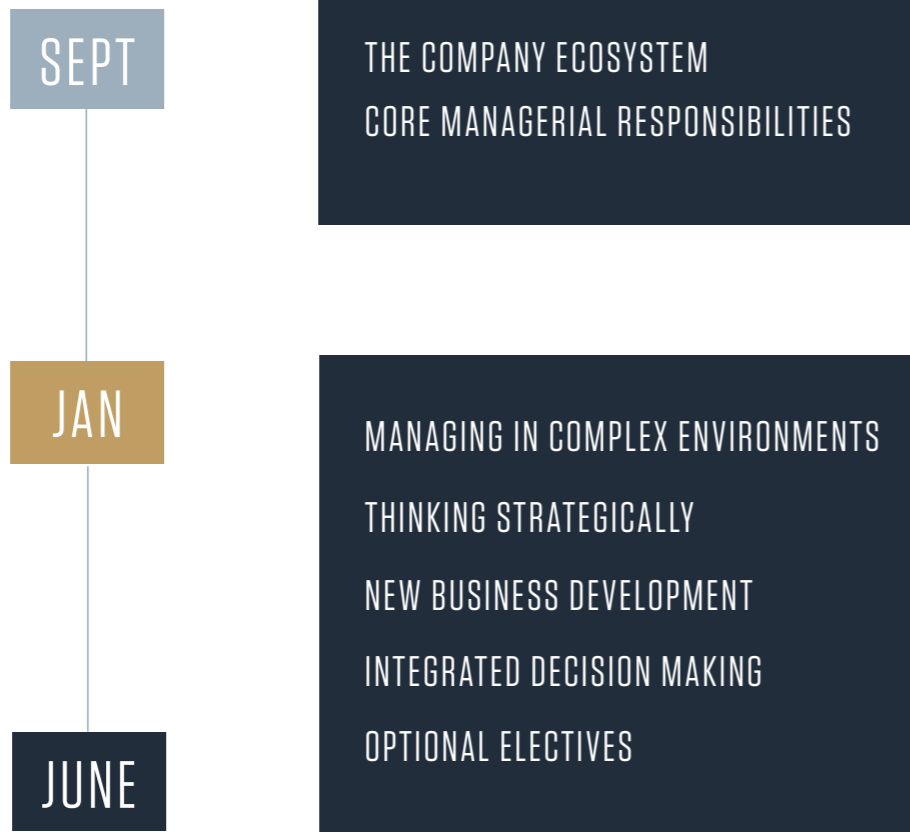 SEPT
THE COMPANY ECOSYSTEM
CORE MANAGERIAL RESPONSIBILITIES
JAN
MANAGING IN COMPLEX ENVIRONMENTS
THINKING STRATEGICALLY
NEW BUSINESS DEVELOPMENT
INTEGRATED DECISION MAKING
OPTIONAL ELECTIVES
JUNE